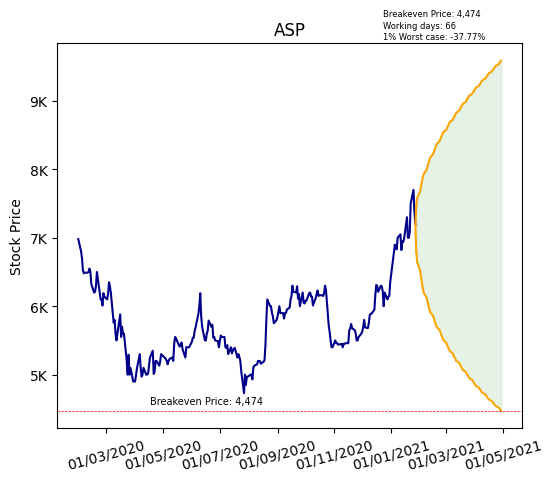 Breakeven Price: 4,474
Working days: 66
1% Worst case: -37.77%
ASP
Stock Price
9K
8K
7K
6K
5K
Breakeven Price: 4,474
01/03/2020 01/05/2020 01/07/2020 01/09/2020 01/11/2020 01/01/2021 01/03/2021 01/05/2021